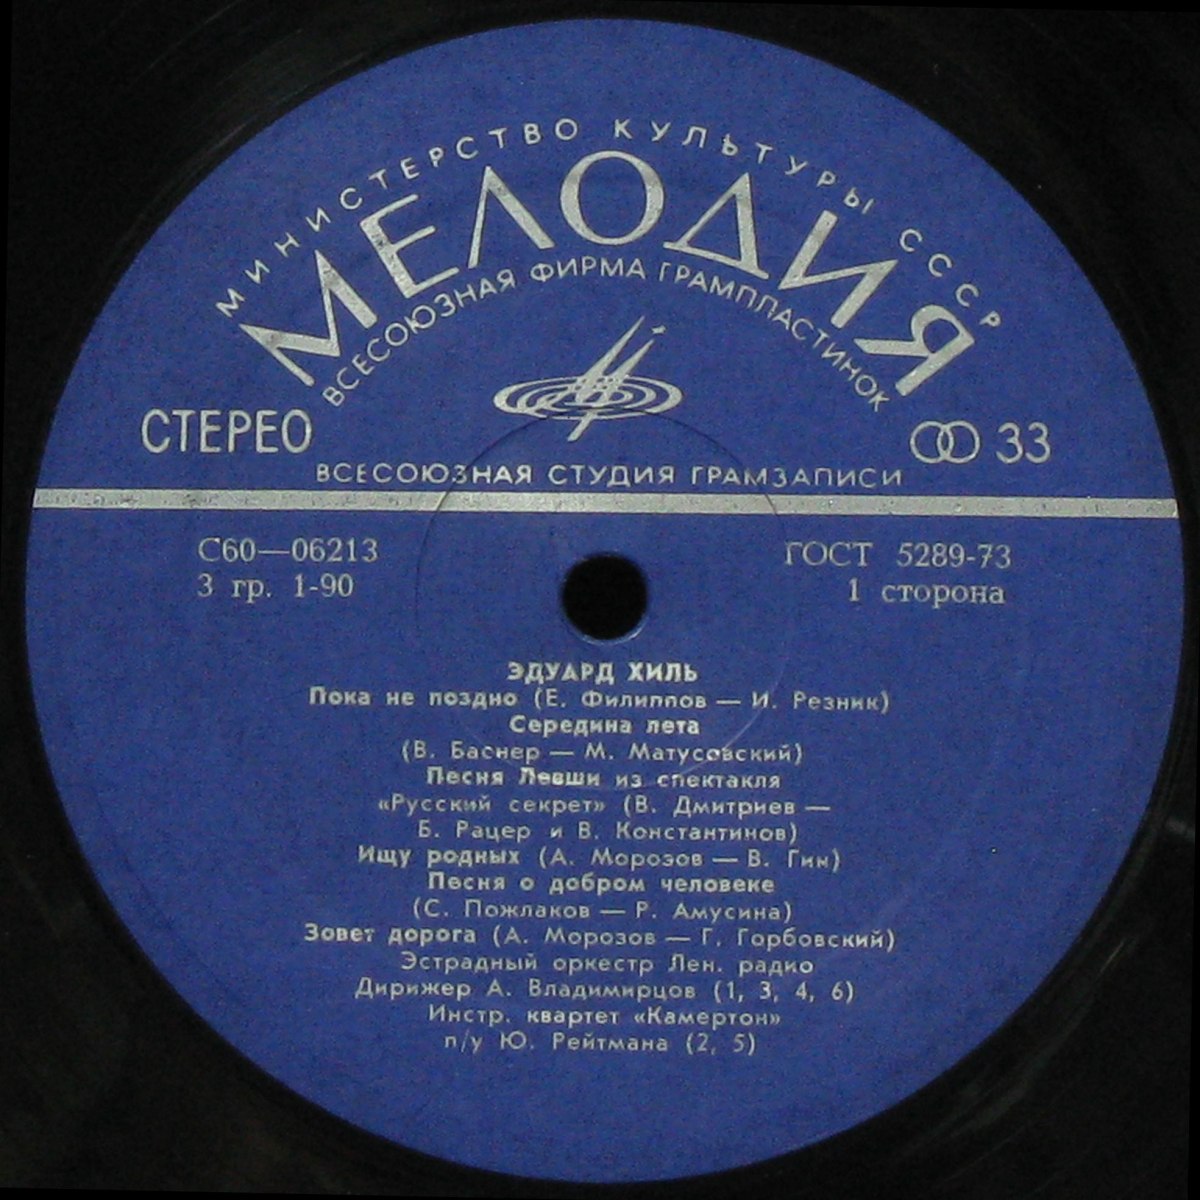 МИНИСТЕРСТВО КУЛЬТУРЫ СССР
МЕЛОДИЯ
ВСЕСОЮЗНАЯ ФИРМА ГРАМПЛАСТИНОК
СТЕРЕО
33
ВСЕСОЮЗНАЯ СТУДИЯ ГРАМЗАПИСИ
С60—06213
ГОСТ 5289-73
3 гр. 1-90
1 сторона
ЭДУАРД ХИЛЬ
Пока не поздно (Е. Филиппов — И. Резник)
Середина лета
(В. Баснер — М. Матусовский)
Песня Левши из спектакля
«Русский секрет» (В. Дмитриев —
Б. Рацер и В. Константинов)
Ищу родных (А. Морозов — В. Гин)
Песня о добром человеке
(С. Пожлаков — Р. Амусина)
Зовет дорога (А. Морозов — Г. Горбовский)
Эстрадный оркестр Лен. радио
Дирижер А. Владимирцов (1, 3, 4, 6)
Инстр. квартет «Камертон»
п/у Ю. Рейтмана (2, 5)